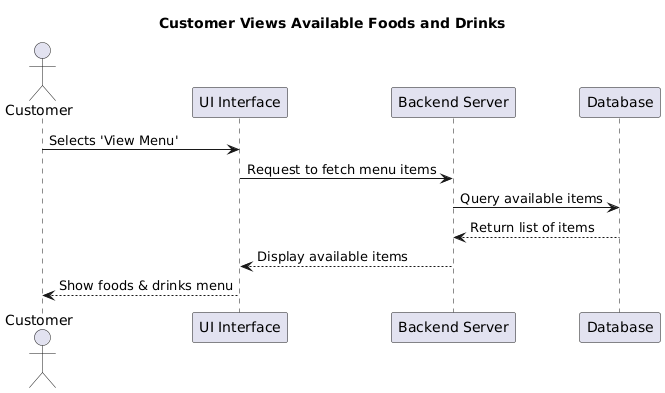 Customer Views Available Foods and Drinks
Customer
UI Interface
Backend Server
Database
Selects 'View Menu'
Request to fetch menu items
Query available items
Return list of items
Display available items
Show foods & drinks menu
Customer
UI Interface
Backend Server
Database